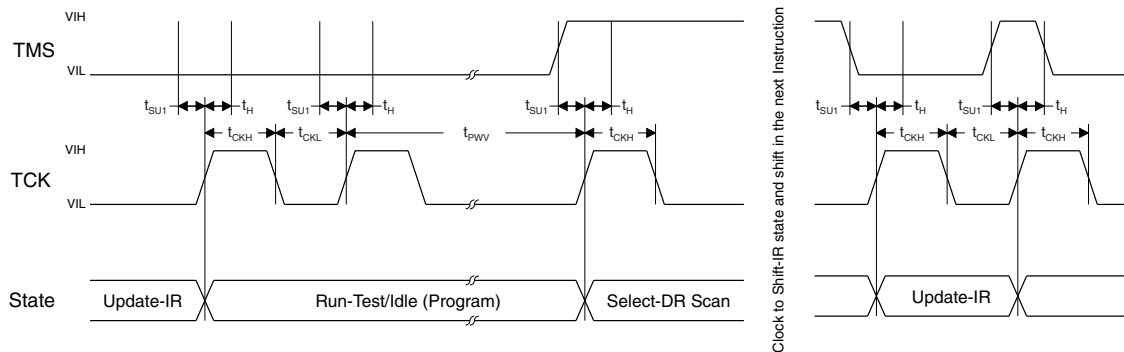 VIH
TMS
VIL
tSU1 tH tSU1 tH tSU1 tH tSU1 tH tSU1 tH
tCKH tCKL tPWV tCKH tCKH tCKL tCKH
VIH
TCK
VIL
State Update-IR Run-Test/Idle (Program) Select-DR Scan Update-IR
Clock to Shift-IR state and shift in the next Instruction